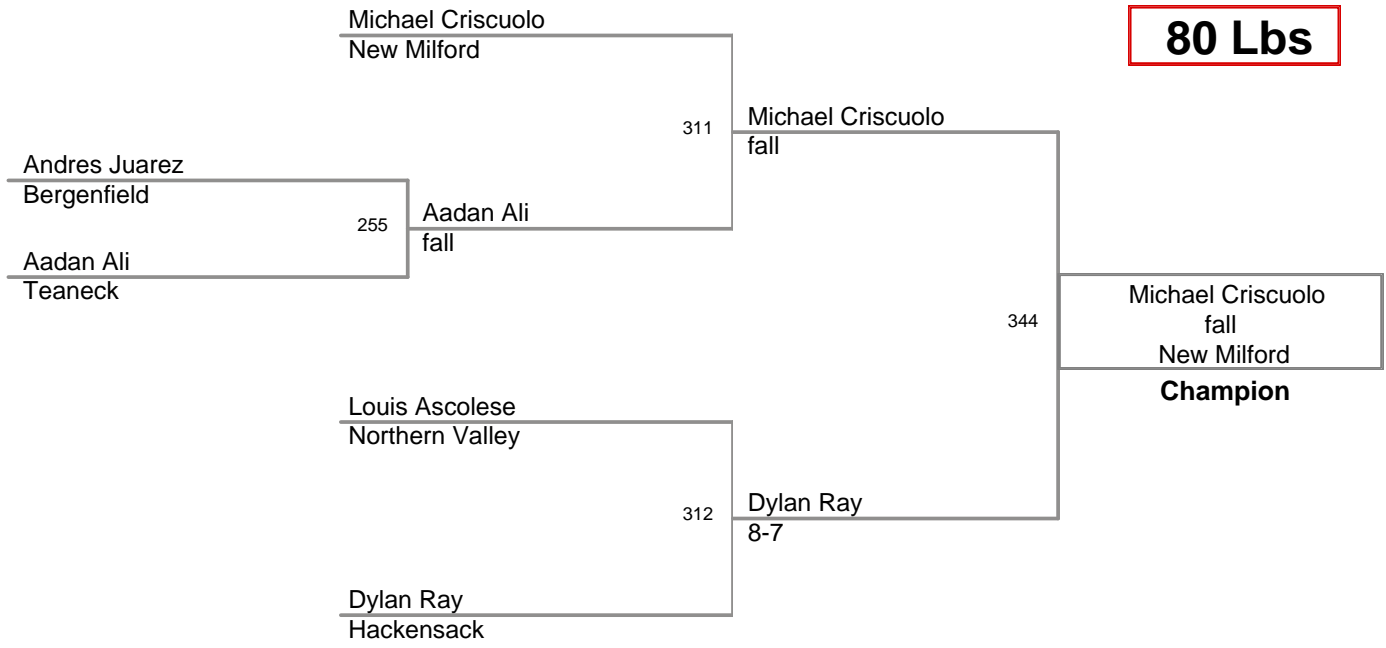 Michael Criscuolo
New Milford
80 Lbs
311
Michael Criscuolo
fall
Andres Juarez
Bergenfield
255
Aadan Ali
fall
Aadan Ali
Teaneck
344
Michael Criscuolo
fall
New Milford
Champion
Louis Ascolese
Northern Valley
312
Dylan Ray
8-7
Dylan Ray
Hackensack